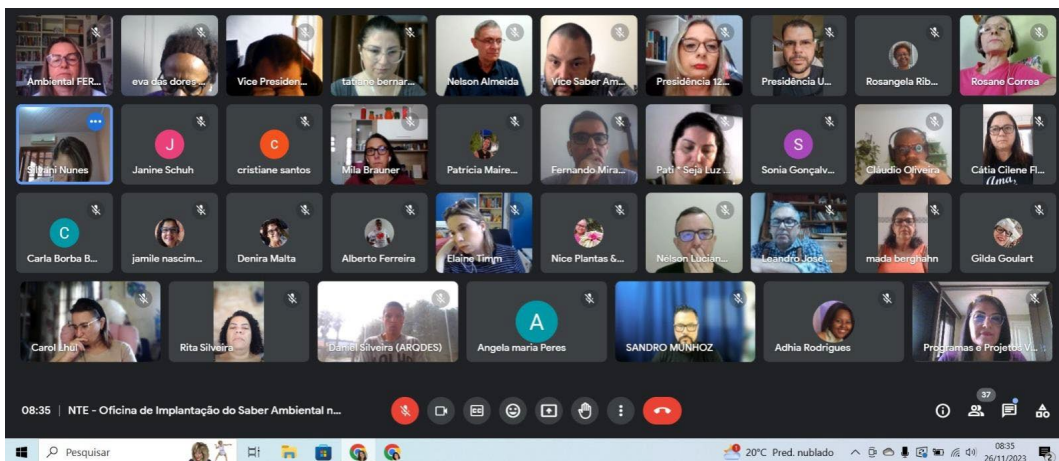 Ambiental FER...
eva das dores ...
Vice Presiden...
tatiane bernar...
Nelson Almeida
Vice Saber Am...
Presidência 12...
Presidência U...
Rosangela Rib...
Rosane Correa
Silvani Nunes
J
Janine Schuh
C
cristiane santos
Mila Brauner
Patricia Maire...
Fernando Mira...
Pati * Seja Luz ...
S
Sonia Gonçalv...
Cláudio Oliveira
Cátia Cilene Fl...
Ama,
C
Carla Borba B...
jamile nascim...
Denira Malta
Alberto Ferreira
Elaine Timm
Nice Plantas &...
Nelson Lucian...
Leandro José ...
mada berghahn
Gilda Goulart
Carol Lhul
Rita Silveira
Daniel Silveira (ARQDES)
A
Angela maria Peres
SANDRO MUNHOZ
Adhia Rodrigues
Programas e Projetos V...
08:35 | NTE - Oficina de Implantação do Saber Ambiental n...
CC
37
Pesquisar
20°C Pred. nublado
08:35
26/11/2023
2